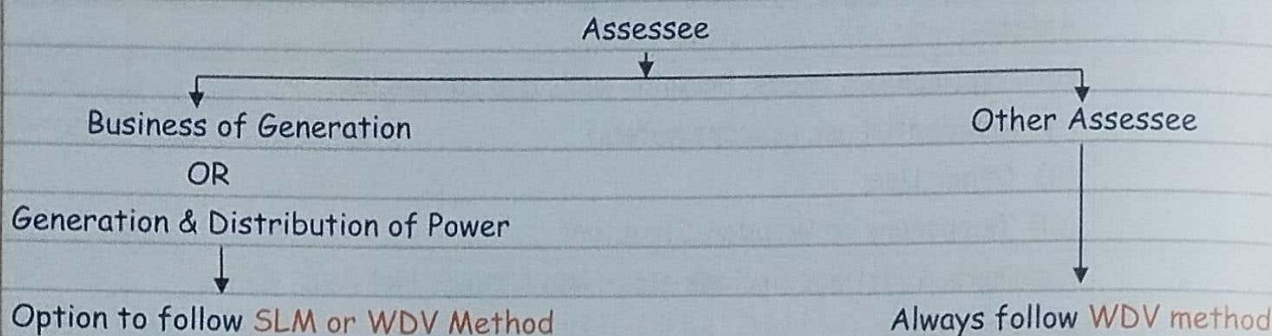 Assessee
Business of Generation
OR
Generation & Distribution of Power
Option to follow SLM or WDV Method
Other Assessee
Always follow WDV method